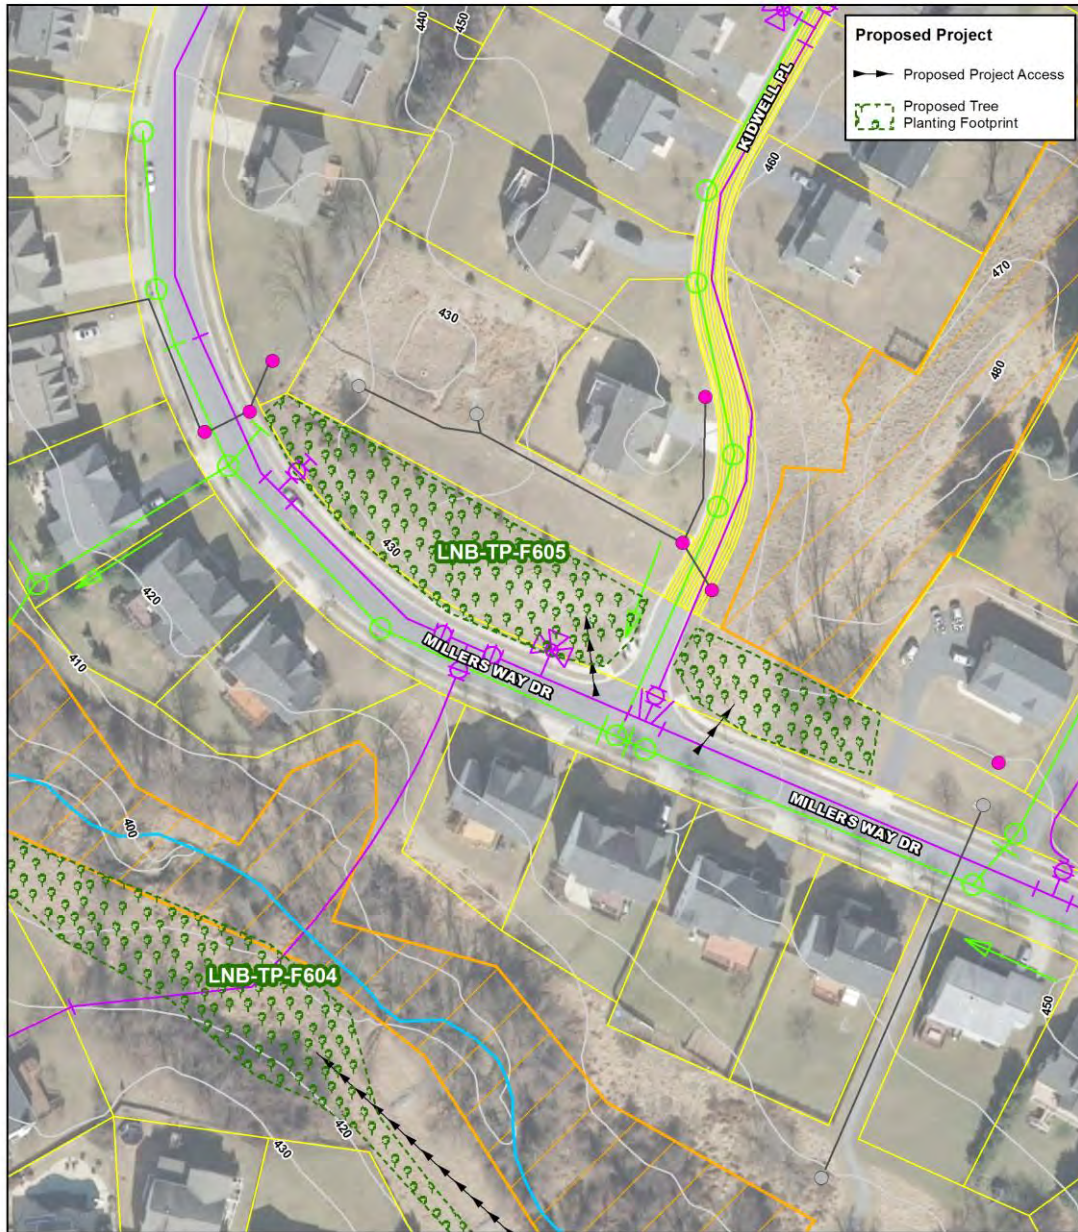 Proposed Project
Proposed Project Access
Proposed Tree
Planting Footprint
440
450
KIDWELL PL
460
470
430
480
430
LNB-TP-F605
420
410
MILLERS WAY DR
MILLERS WAY DR
400
LNB-TP-F604
450
420
430